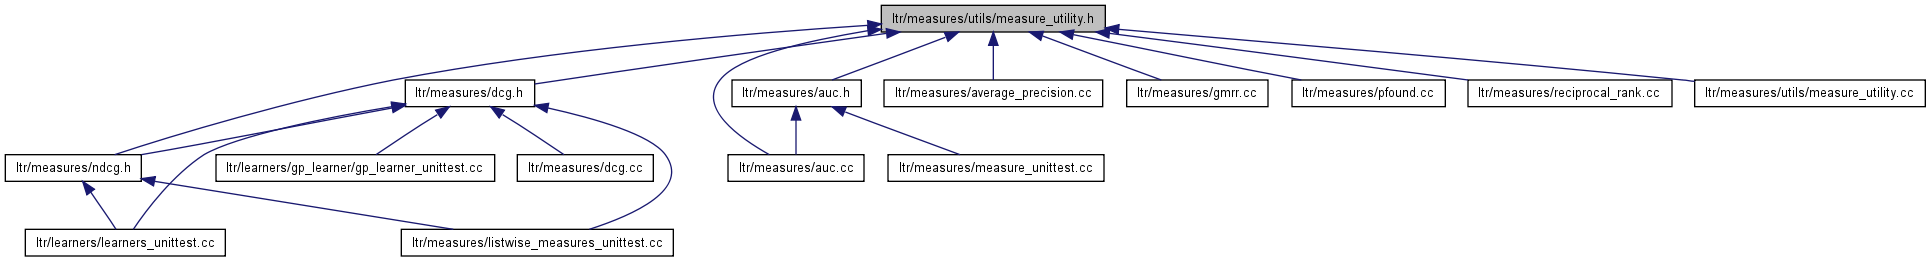 ltr/measures/utils/measure_utility.h
ltr/measures/dcg.h
ltr/measures/auc.h
ltr/measures/average_precision.cc
ltr/measures/gmrr.cc
ltr/measures/pfound.cc
ltr/measures/reciprocal_rank.cc
ltr/measures/utils/measure_utility.cc
ltr/measures/ndcg.h
ltr/learners/gp_learner/gp_learner_unittest.cc
ltr/measures/dcg.cc
ltr/measures/auc.cc
ltr/measures/measure_unittest.cc
ltr/learners/learners_unittest.cc
ltr/measures/listwise_measures_unittest.cc